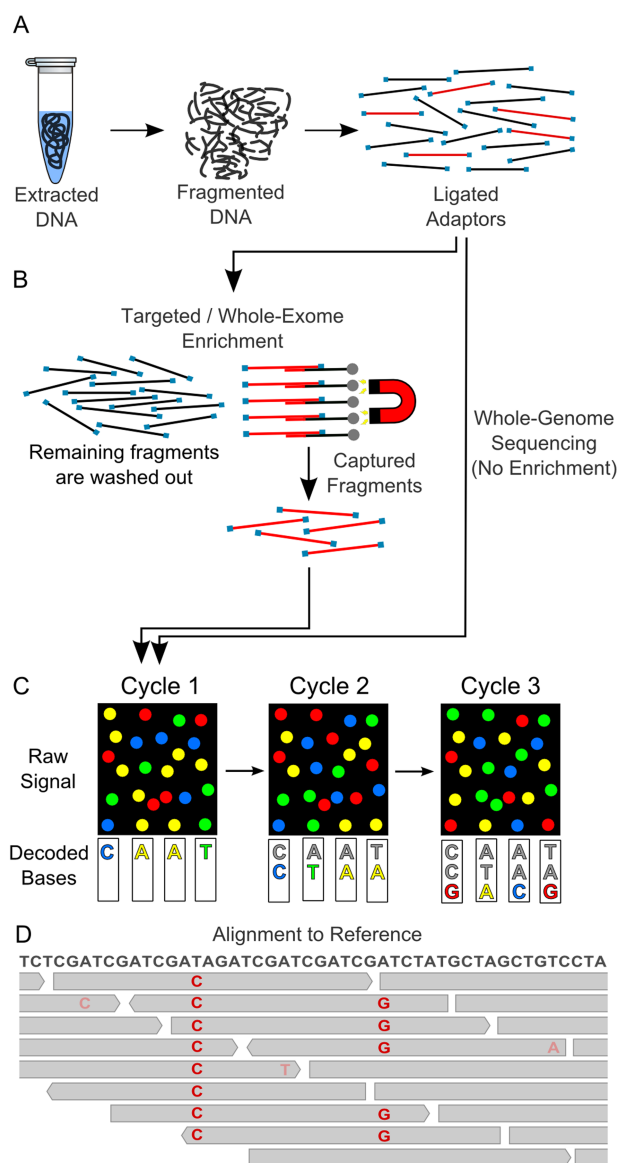 A
Extracted
DNA
Fragmented
DNA
Ligated
Adaptors
B
Targeted / Whole-Exome
Enrichment
Remaining fragments
are washed out
Captured
Fragments
Whole-Genome
Sequencing
(No Enrichment)
C
Cycle 1
Cycle 2
Cycle 3
Raw
Signal
Decoded
Bases
C A A T
C A A T
C T A A
C A A T
C T A A
G A C G
D
Alignment to Reference
TCTCGATCGATCGATAGATCGATCGATCGATCTATGCTAGCTGTCCTA
C
C C G
C G
C G A
C T
C
C G
C G